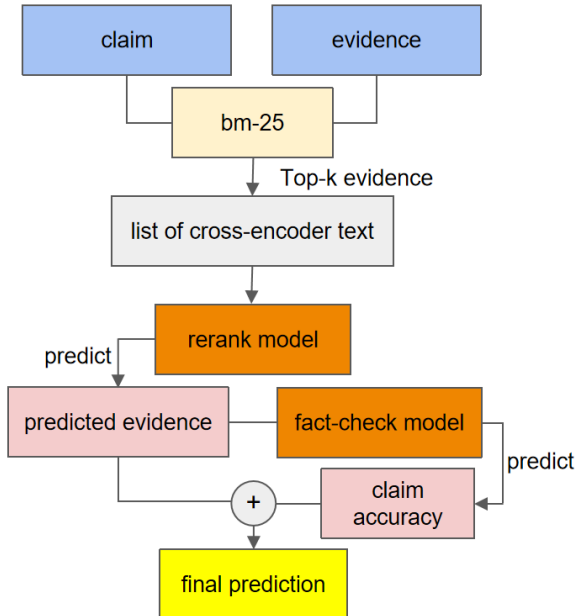 claim
evidence
bm-25
Top-k evidence
list of cross-encoder text
rerank model
predict
predicted evidence
fact-check model
predict
claim
accuracy
+
final prediction